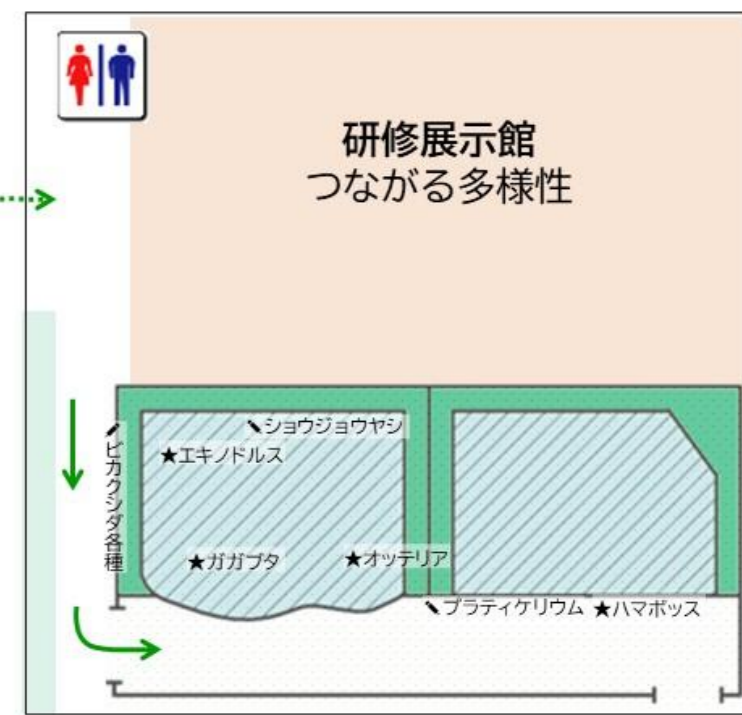 研修展示館
つながる多様性
ショウジョウヤシ
★エキノドルス
ビカクシダ各種
★ガガブタ
★オッテリア
プラティケリウム ★ハマボッス